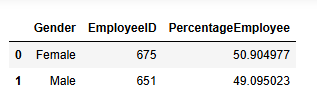 Gender EmployeeID PercentageEmployee
0 Female 675 50.904977
1 Male 651 49.095023